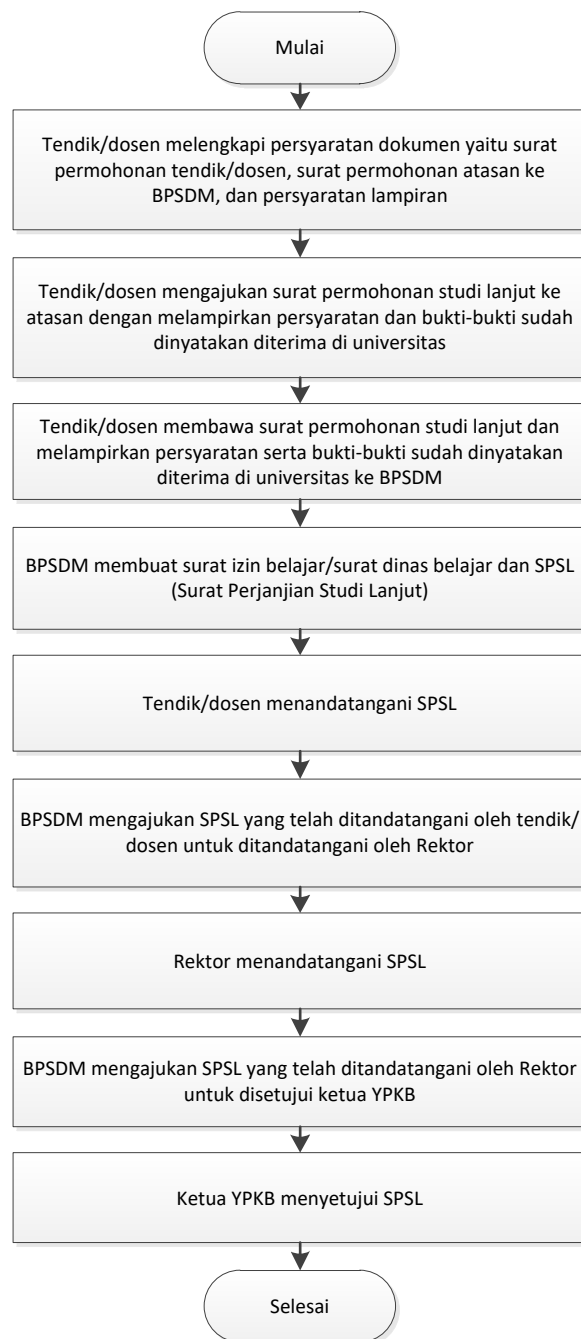 Mulai
Tendik/dosen melengkapi persyaratan dokumen yaitu surat
permohonan tendik/dosen, surat permohonan atasan ke
BPSDM, dan persyaratan lampiran
Tendik/dosen mengajukan surat permohonan studi lanjut ke
atasan dengan melampirkan persyaratan dan bukti-bukti sudah
dinyatakan diterima di universitas
Tendik/dosen membawa surat permohonan studi lanjut dan
melampirkan persyaratan serta bukti-bukti sudah dinyatakan
diterima di universitas ke BPSDM
BPSDM membuat surat izin belajar/surat dinas belajar dan SPSL
(Surat Perjanjian Studi Lanjut)
Tendik/dosen menandatangani SPSL
BPSDM mengajukan SPSL yang telah ditandatangani oleh tendik/
dosen untuk ditandatangani oleh Rektor
Rektor menandatangani SPSL
BPSDM mengajukan SPSL yang telah ditandatangani oleh Rektor
untuk disetujui ketua YPKB
Ketua YPKB menyetujui SPSL
Selesai